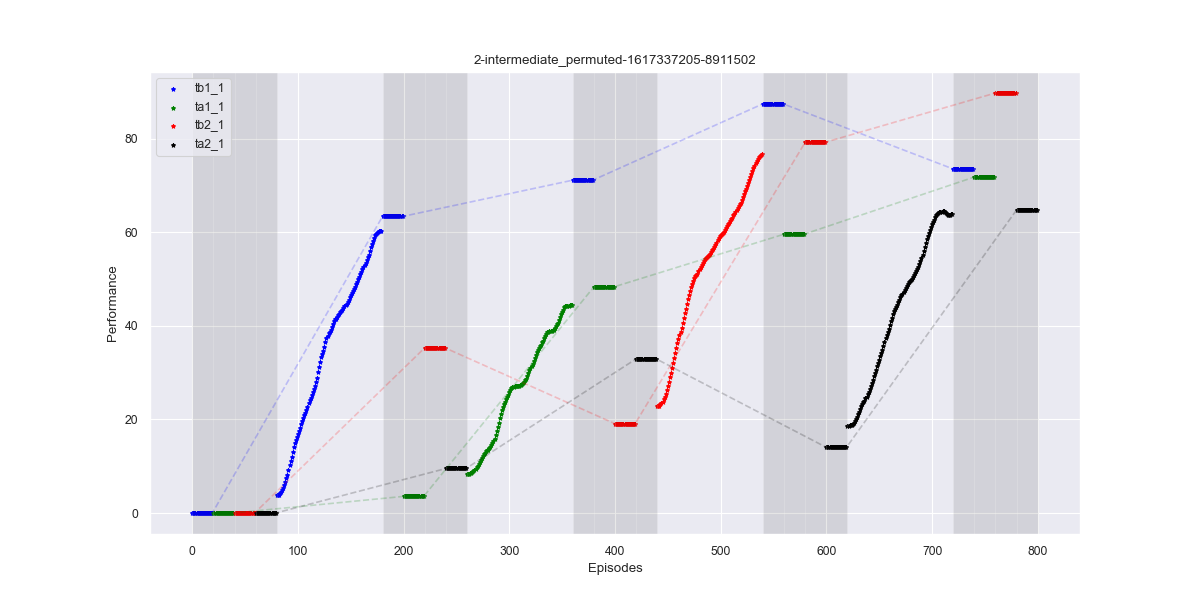 2-intermediate_permuted-1617337205-8911502
tb1_1
ta1_1
tb2_1
ta2_1
Performance
80
60
40
20
0
0 100 200 300 400 500 600 700 800
Episodes